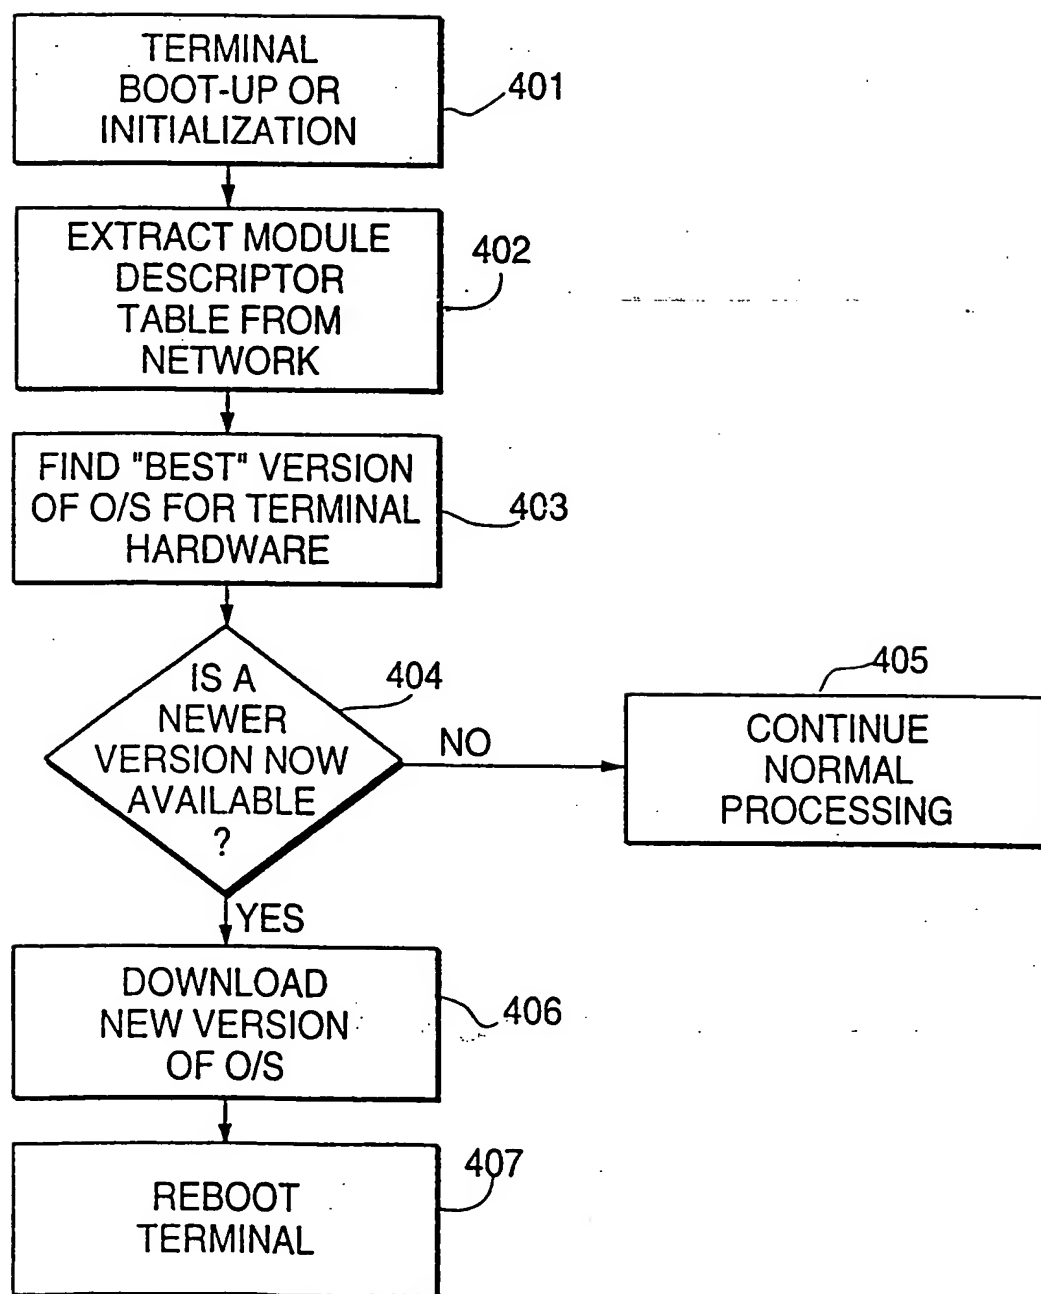 TERMINAL
BOOT-UP OR
INITIALIZATION
401
EXTRACT MODULE
DESCRIPTOR
TABLE FROM
NETWORK
402
FIND "BEST" VERSION
OF O/S FOR TERMINAL
HARDWARE
403
IS A
NEWER
VERSION NOW
AVAILABLE
?
404
NO
405
CONTINUE
NORMAL
PROCESSING
YES
DOWNLOAD
NEW VERSION
OF O/S
406
REBOOT
TERMINAL
407